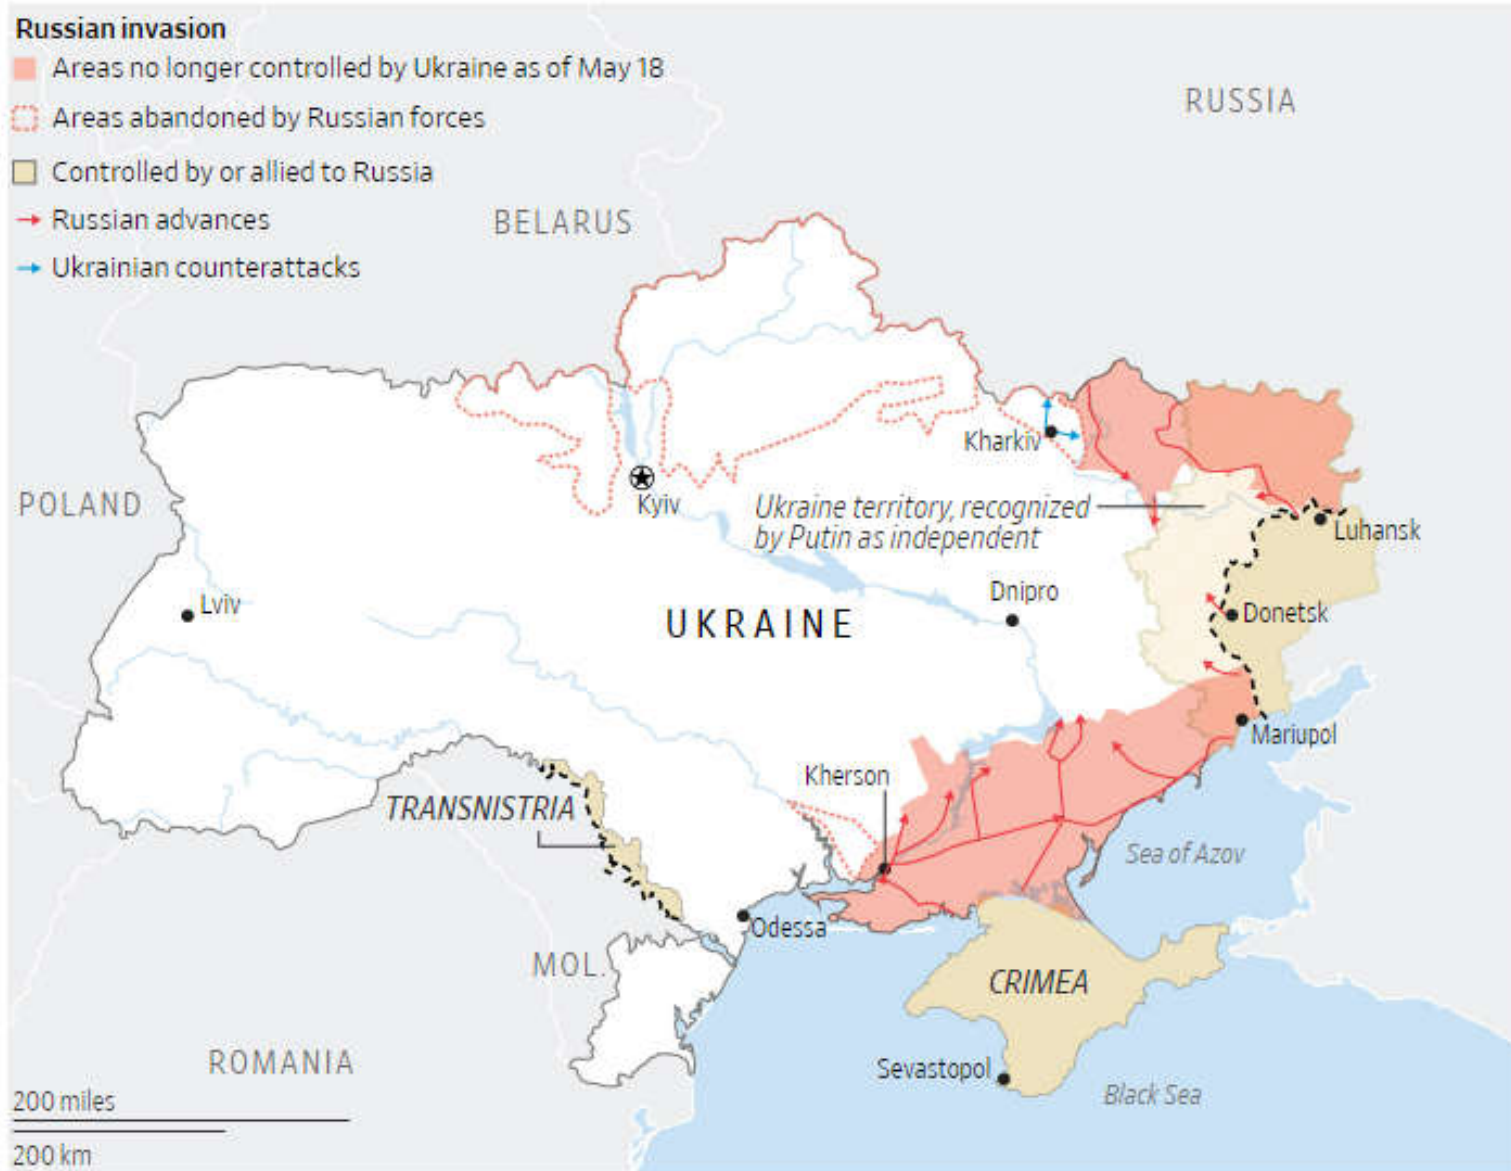 Russian invasion
Areas no longer controlled by Ukraine as of May 18
Areas abandoned by Russian forces
Controlled by or allied to Russia
Russian advances
Ukrainian counterattacks
RUSSIA
BELARUS
POLAND
Kharkiv
Kyiv
Ukraine territory, recognized
by Putin as independent
Luhansk
Lviv
UKRAINE
Dnipro
Donetsk
Mariupol
Kherson
TRANSNISTRIA
Sea of Azov
Odessa
MOL.
CRIMEA
ROMANIA
Sevastopol
Black Sea
200 miles
200 km